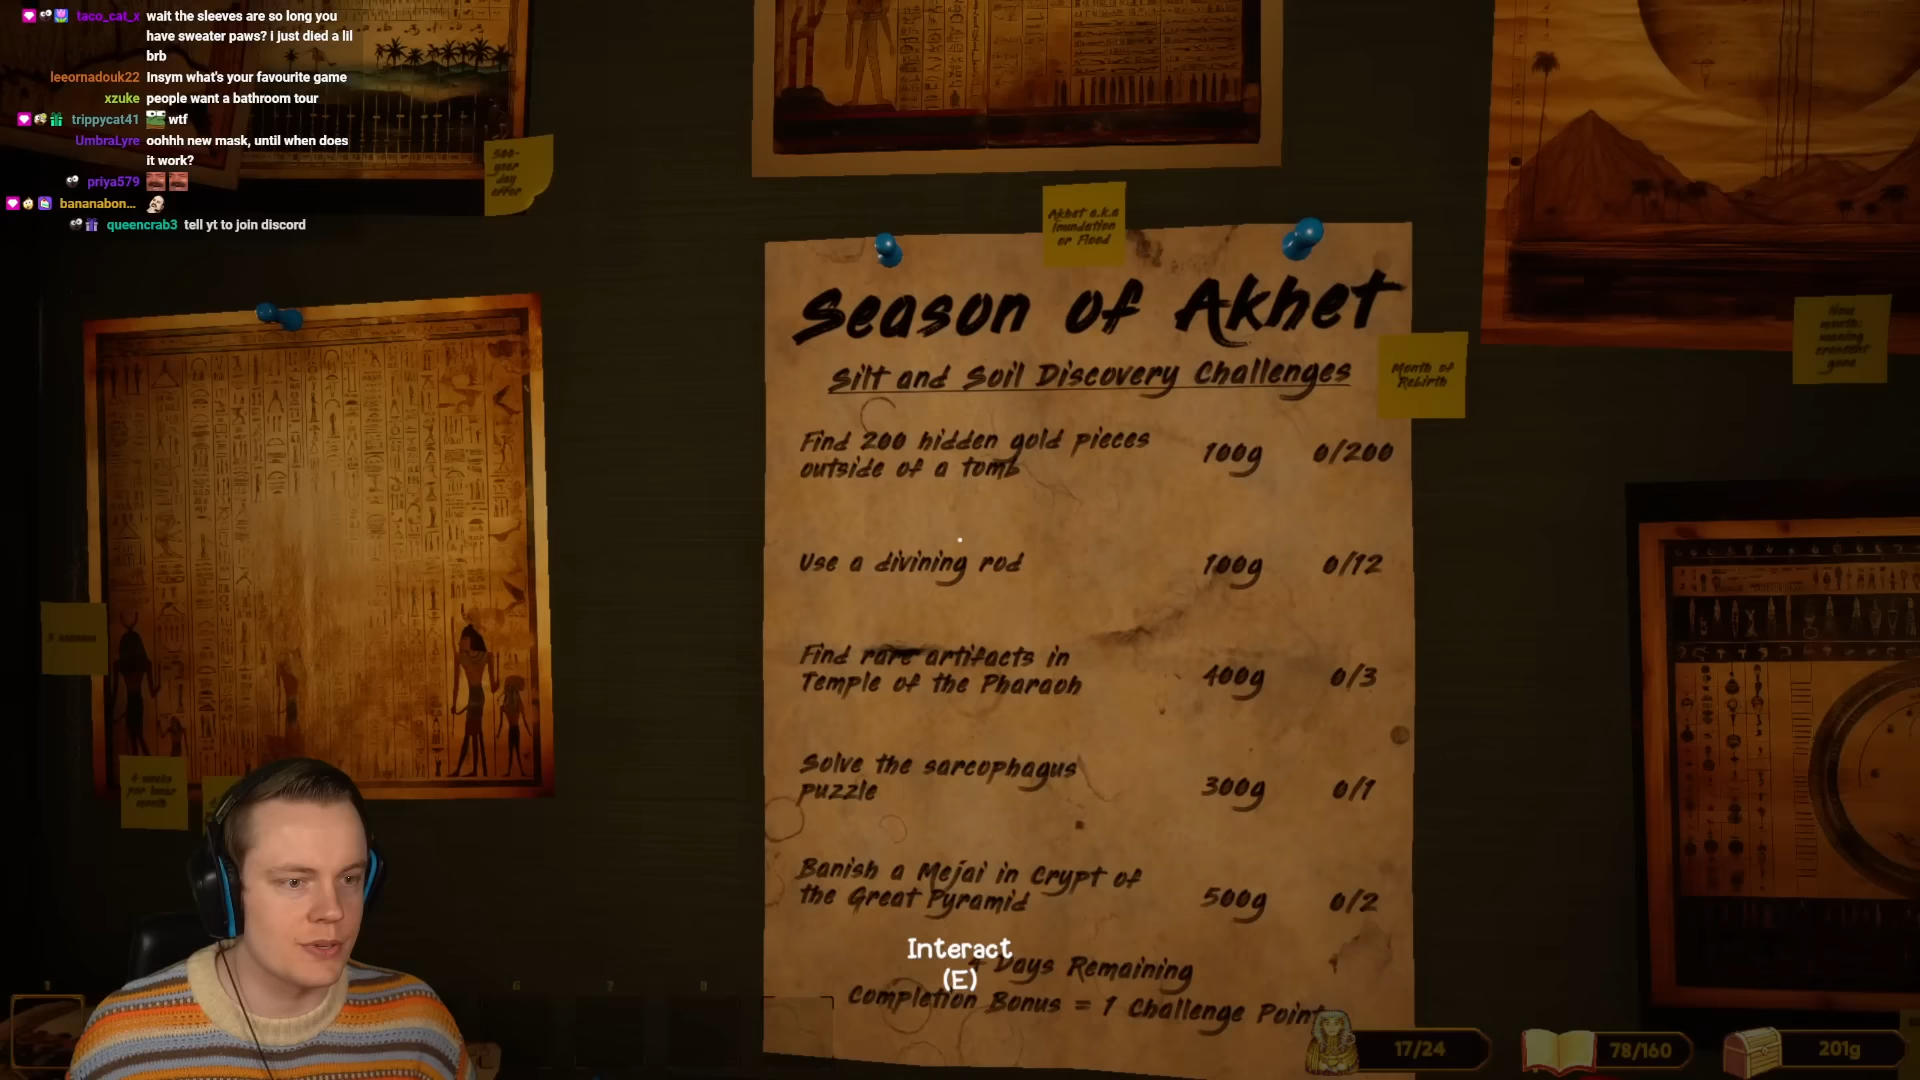 taco_cat_x wait the sleeves are so long you
have sweater paws? i just died a lil
brb
leeornadouk22 Insym what's your favourite game
xzuke people want a bathroom tour
trippycat41 wtf
UmbraLyre oohhh new mask, until when does
it work?
priya579
bananabon...
queencrab3 tell yt to join discord
Akhet a.k.a
Inundation
or Flood
Season of Akhet
Silt and Soil Discovery Challenges
Month of
Rebirth
Find 200 hidden gold pieces
outside of a tomb
100g 0/200
Use a divining rod 100g 0/12
Find rare artifacts in
Temple of the Pharaoh
400g 0/3
Solve the sarcophagus
puzzle
300g 0/1
Banish a Mejai in Crypt of
the Great Pyramid
500g 0/2
Interact
(E)
Days Remaining
Completion Bonus = 1 Challenge Point
17/24
78/160
201g